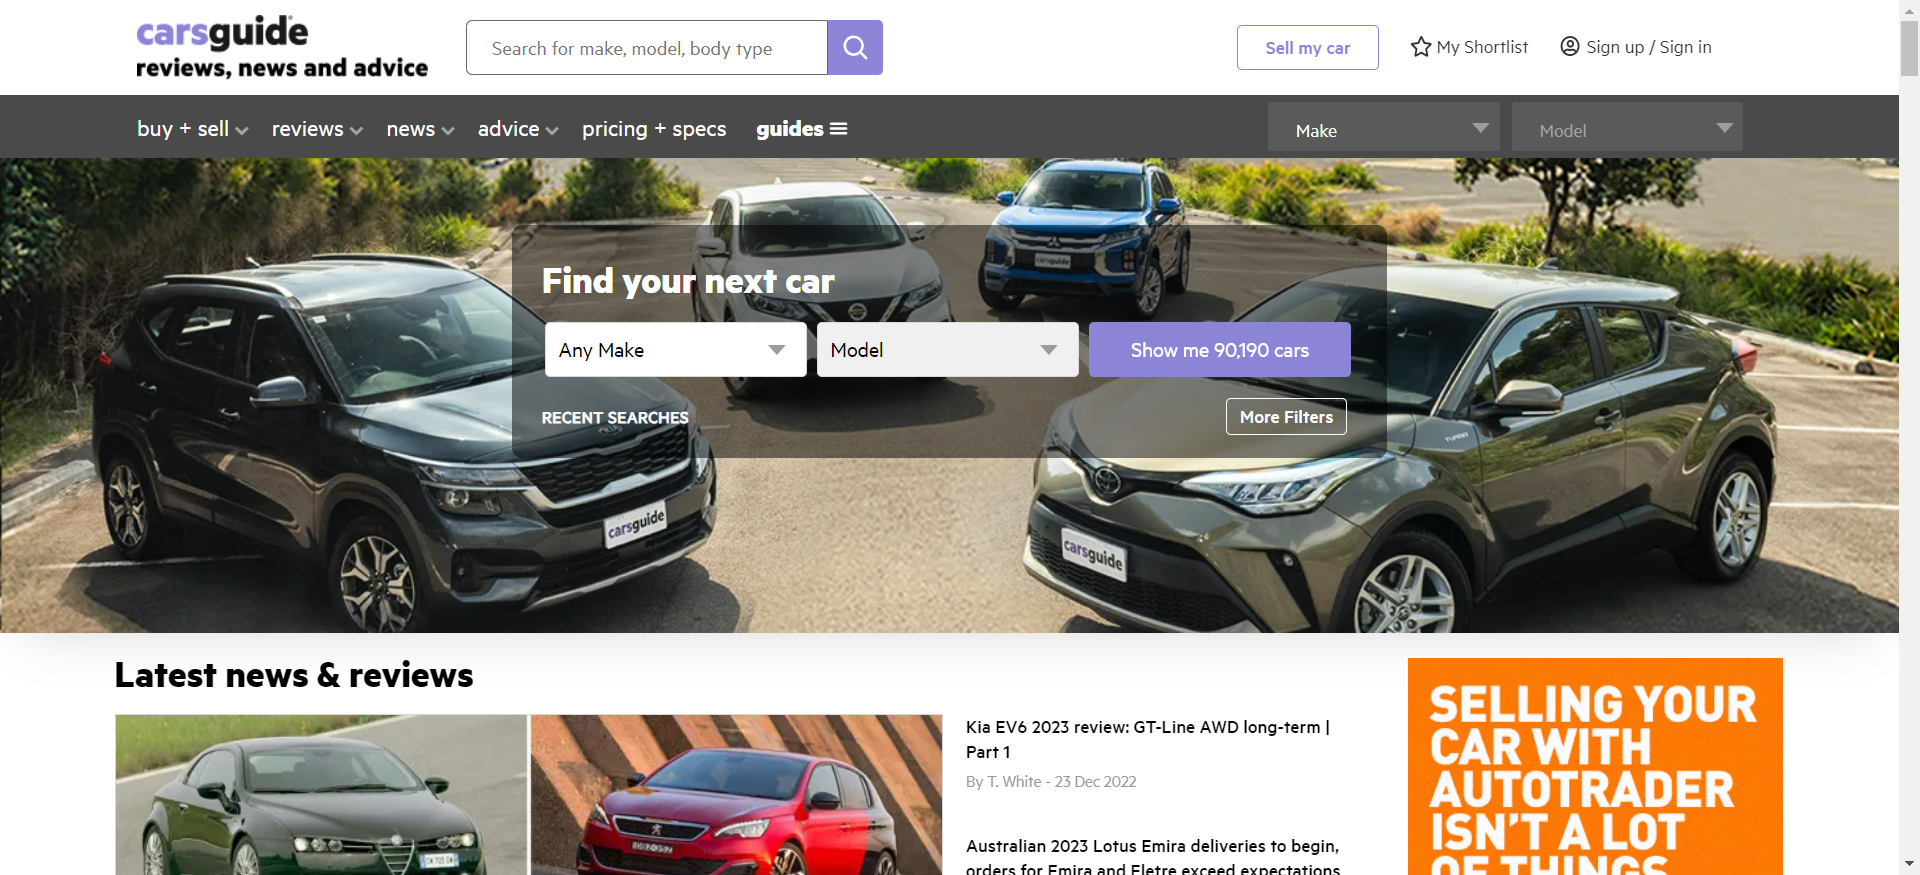 carsguide
reviews, news and advice
Search for make, model, body type
Sell my car
My Shortlist
Sign up / Sign in
buy + sell
reviews
news
advice
pricing + specs
guides
Make
Model
Find your next car
Any Make
Model
Show me 90,190 cars
RECENT SEARCHES
More Filters
carsguide
carsguide
carsguide
Latest news & reviews
Kia EV6 2023 review: GT-Line AWD long-term |
Part 1
By T. White - 23 Dec 2022
Australian 2023 Lotus Emira deliveries to begin,
orders for Emira and Eletre exceed expectations
SELLING YOUR
CAR WITH
AUTOTRADER
ISN'T A LOT
OF THINGS